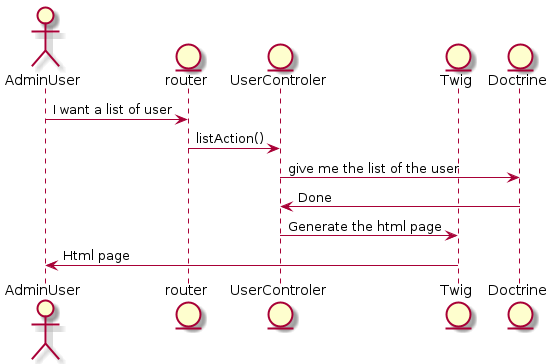 AdminUser router UserControler Twig Doctrine
I want a list of user
listAction()
give me the list of the user
Done
Generate the html page
Html page
AdminUser router UserControler Twig Doctrine